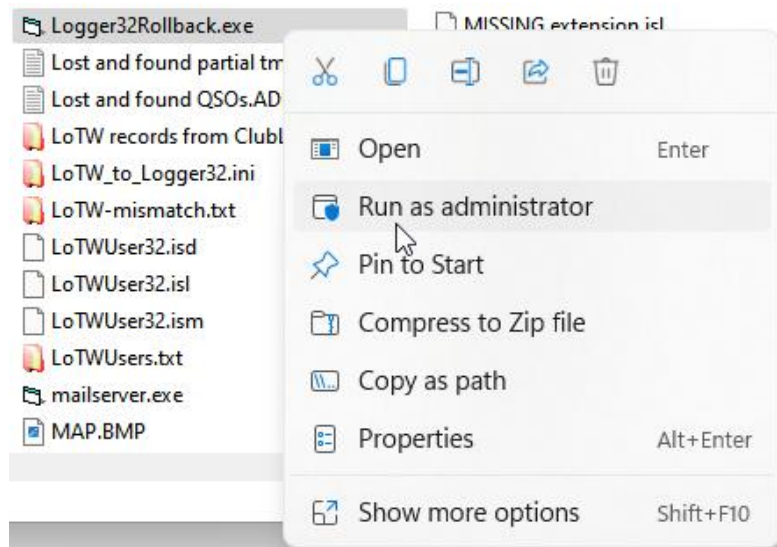 Logger32Rollback.exe
MISSING extension.isl
Lost and found partial tm
Lost and found QSOs.AD
LoTW records from ClubL
LoTW_to_Logger32.ini
LoTW-mismatch.txt
LoTWUser32.isd
LoTWUser32.isl
LoTWUser32.ism
LoTWUsers.txt
mailserver.exe
MAP.BMP
Open Enter
Run as administrator
Pin to Start
Compress to Zip file
Copy as path
Properties Alt+Enter
Show more options Shift+F10